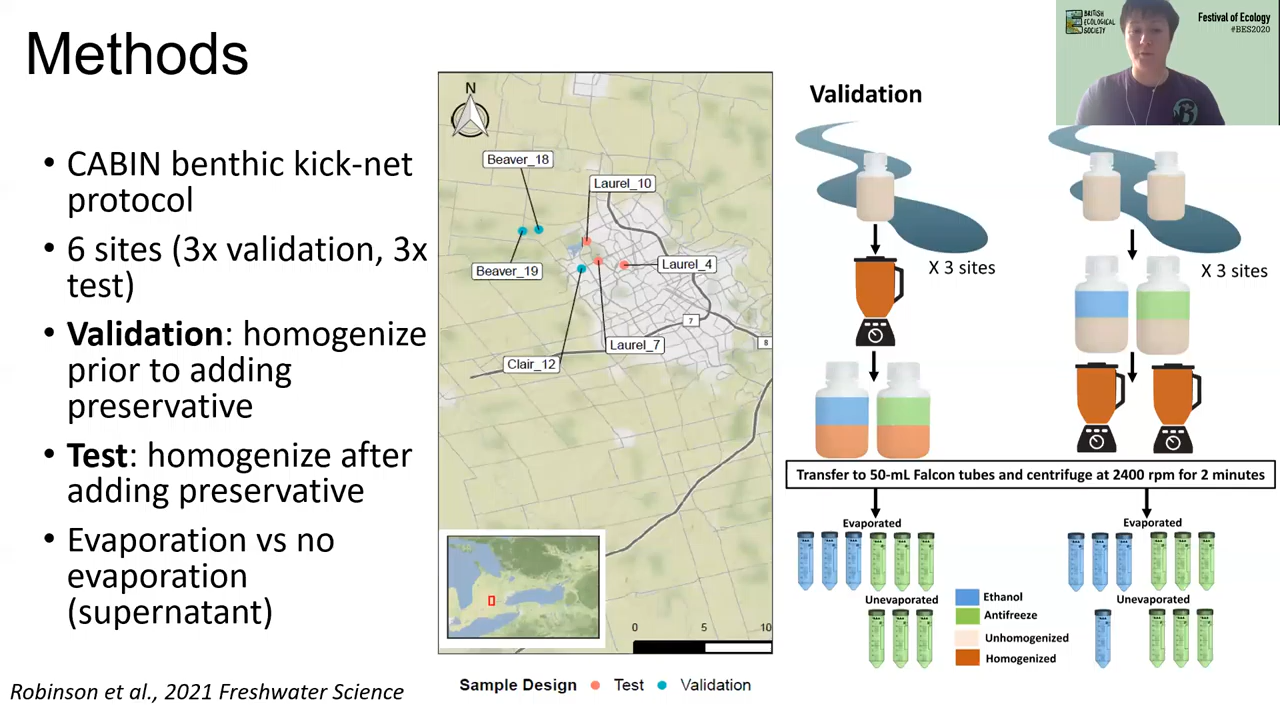 Methods
• CABIN benthic kick-net
protocol
• 6 sites (3x validation, 3x
test)
• Validation: homogenize
prior to adding
preservative
• Test: homogenize after
adding preservative
• Evaporation vs no
evaporation
(supernatant)
Robinson et al., 2021 Freshwater Science
N
Beaver_18
Laurel_10
Beaver_19
Laurel_4
7
8
Laurel_7
Clair_12
0 5 10
Sample Design Test Validation
Validation
X 3 sites
X 3 sites
Transfer to 50-mL Falcon tubes and centrifuge at 2400 rpm for 2 minutes
Evaporated
Evaporated
Unevaporated
Unevaporated
Ethanol
Antifreeze
Unhomogenized
Homogenized
BRITISH
ECOLOGICAL
SOCIETY
Festival of Ecology
#BES2020